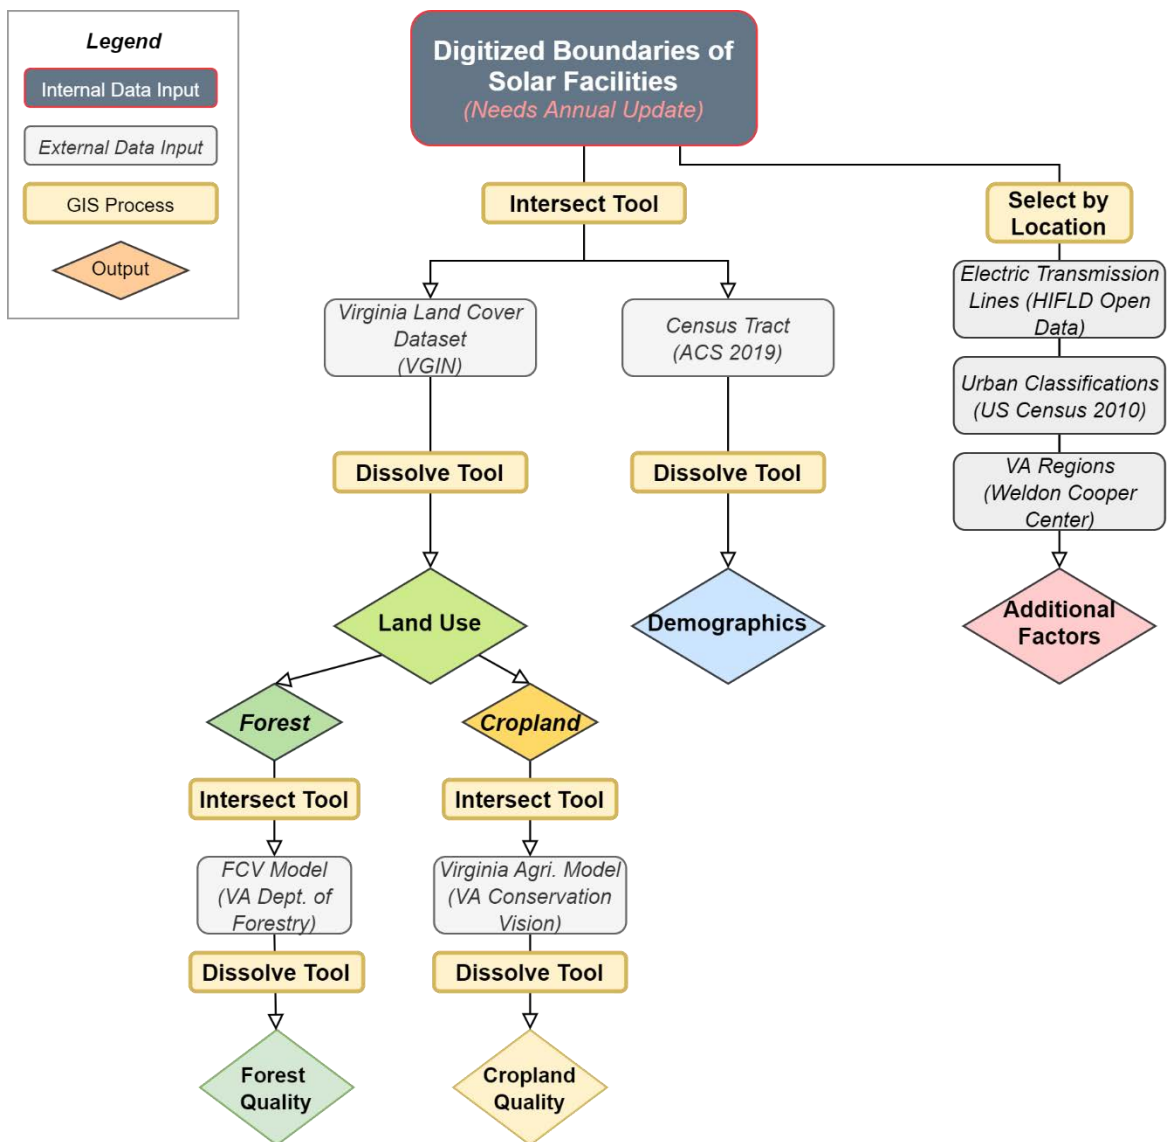 Legend
Internal Data Input
External Data Input
GIS Process
Output
Digitized Boundaries of
Solar Facilities
(Needs Annual Update)
Intersect Tool
Select by
Location
Virginia Land Cover
Dataset
(VGIN)
Census Tract
(ACS 2019)
Electric Transmission
Lines (HIFLD Open
Data)
Urban Classifications
(US Census 2010)
VA Regions
(Weldon Cooper
Center)
Dissolve Tool
Dissolve Tool
Land Use
Demographics
Additional
Factors
Forest
Cropland
Intersect Tool
Intersect Tool
FCV Model
(VA Dept. of
Forestry)
Virginia Agri. Model
(VA Conservation
Vision)
Dissolve Tool
Dissolve Tool
Forest
Quality
Cropland
Quality